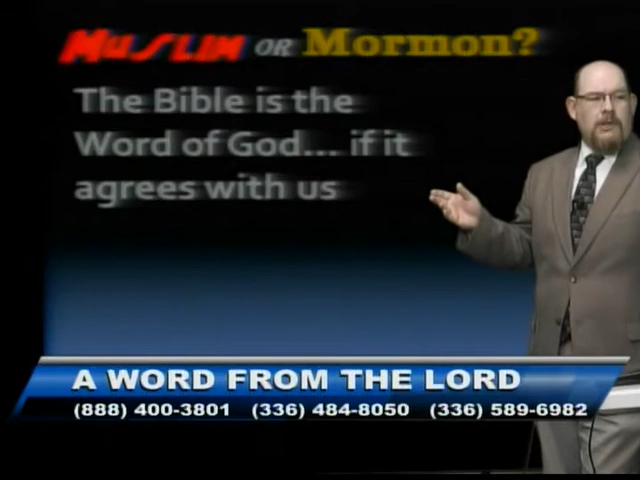 Muslim or Mormon?
The Bible is the
Word of God... if it
agrees with us
A WORD FROM THE LORD
(888) 400-3801 (336) 484-8050 (336) 589-6982